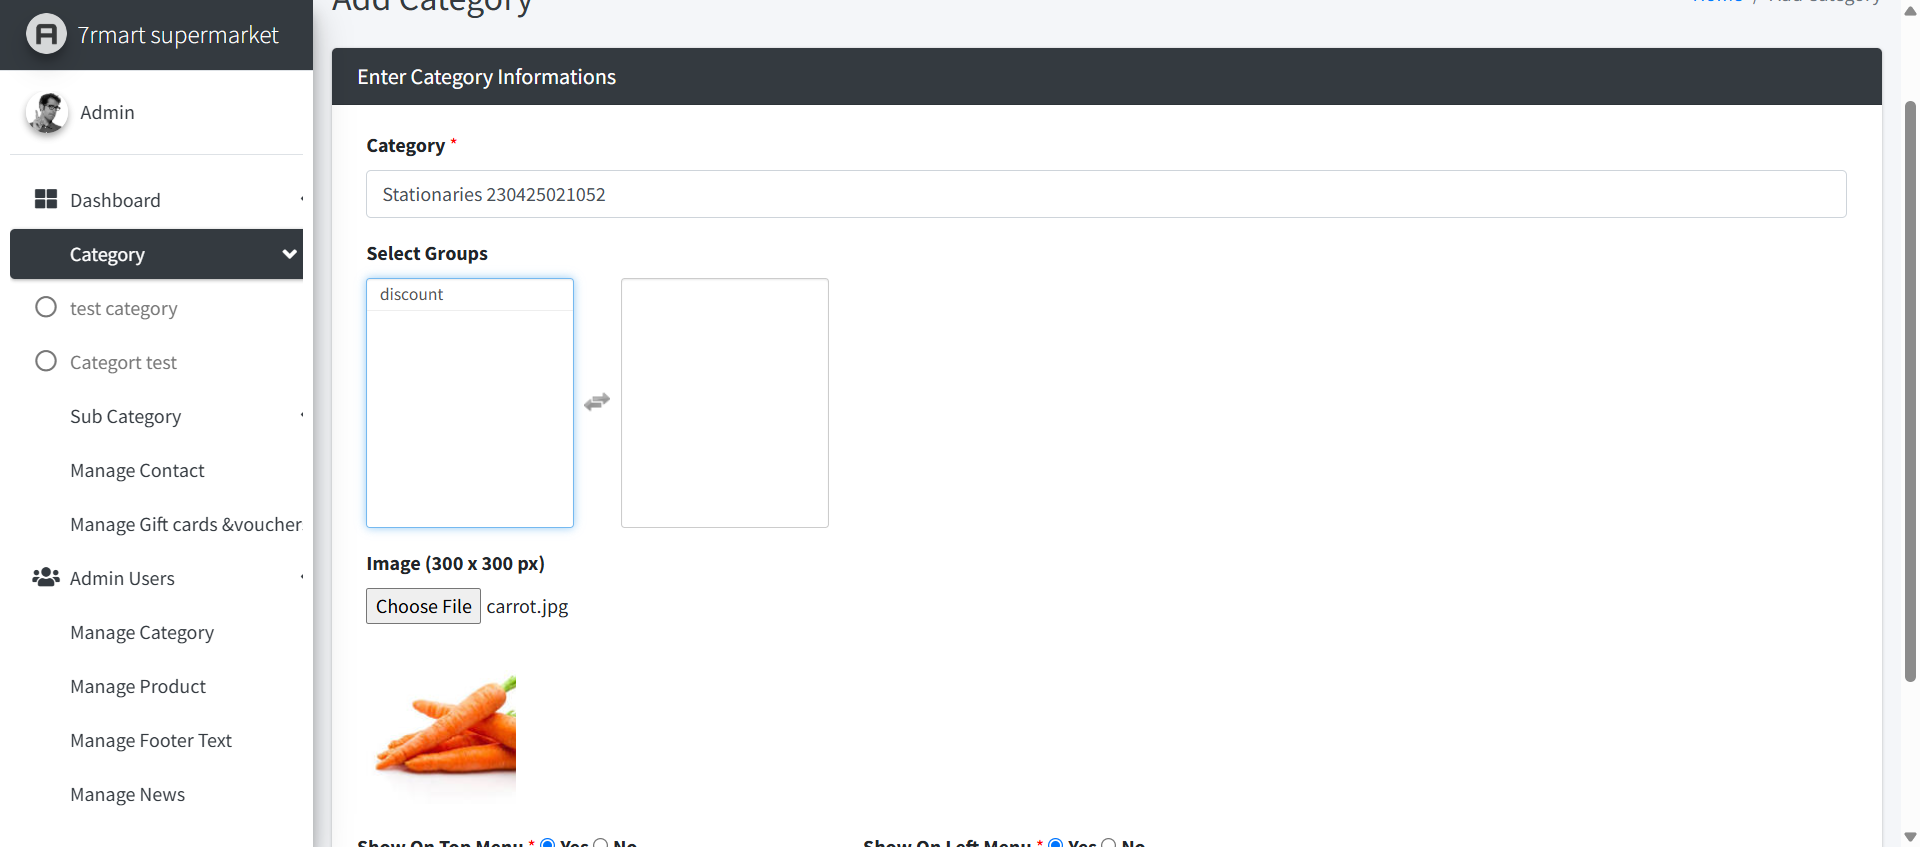 7rmart supermarket
Admin
Dashboard
Category
test category
Categort test
Sub Category
Manage Contact
Manage Gift cards &voucher
Admin Users
Manage Category
Manage Product
Manage Footer Text
Manage News
Add Category
Home / Add Category
Enter Category Informations
Category *
Stationaries 230425021052
Select Groups
discount
Image (300 x 300 px)
Choose File carrot.jpg
Show On Top Menu * Yes No
Show On Left Menu * Yes No